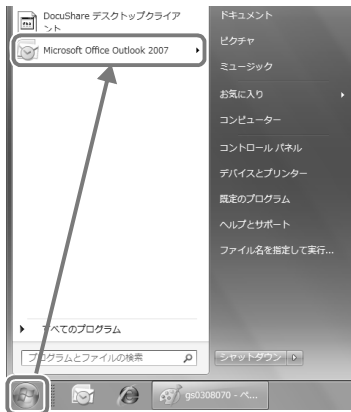 DocuShare デスクトップクライア
ント
Microsoft Office Outlook 2007
すべてのプログラム
プログラムとファイルの検索
ドキュメント
ピクチャ
ミュージック
お気に入り
コンピューター
コントロール パネル
デバイスとプリンター
既定のプログラム
ヘルプとサポート
ファイル名を指定して実行...
シャットダウン
gs0308070 - ペ...